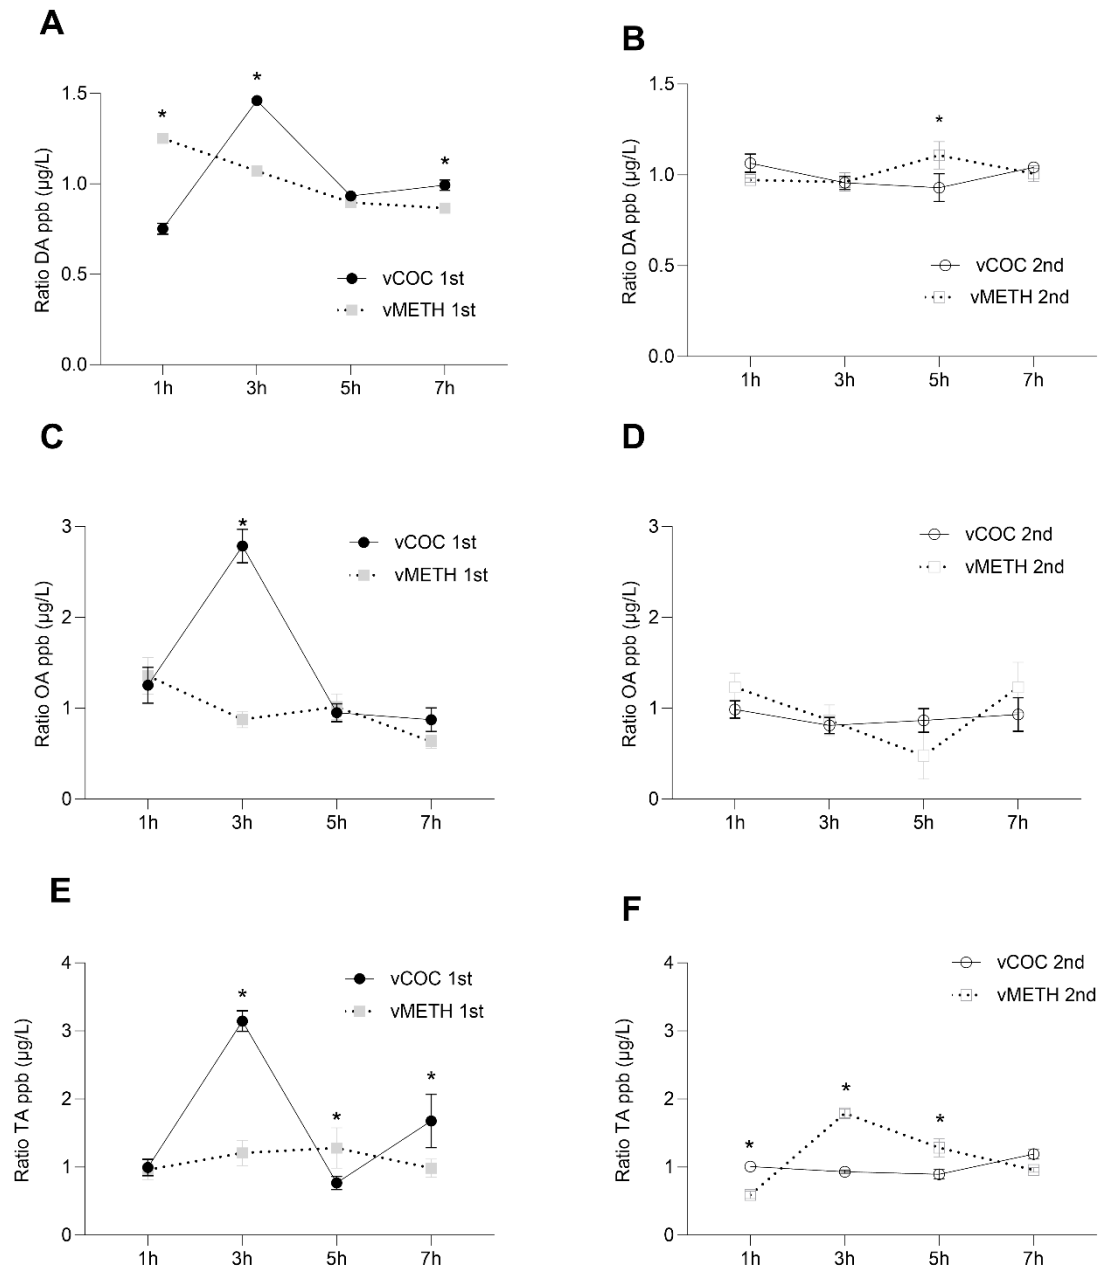 A
Ratio DA ppb (µg/L)
1.5
1.0
0.5
0.0
*
*
*
vCOC 1st
vMETH 1st
1h 3h 5h 7h
B
Ratio DA ppb (µg/L)
1.5
1.0
0.5
0.0
*
vCOC 2nd
vMETH 2nd
1h 3h 5h 7h
C
Ratio OA ppb (µg/L)
3
2
1
0
*
vCOC 1st
vMETH 1st
1h 3h 5h 7h
D
Ratio OA ppb (µg/L)
3
2
1
0
vCOC 2nd
vMETH 2nd
1h 3h 5h 7h
E
Ratio TA ppb (µg/L)
4
3
2
1
0
*
*
*
vCOC 1st
vMETH 1st
1h 3h 5h 7h
F
Ratio TA ppb (µg/L)
4
3
2
1
0
*
*
*
vCOC 2nd
vMETH 2nd
1h 3h 5h 7h